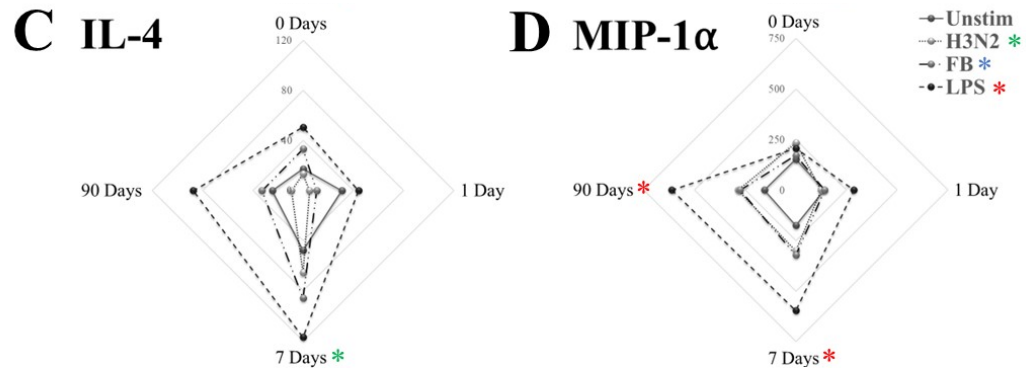 C IL-4
0 Days
120
80
40
90 Days
1 Day
7 Days *
D MIP-1α
0 Days
750
500
250
0
90 Days *
1 Day
7 Days *
Unstim
H3N2 *
FB *
LPS *